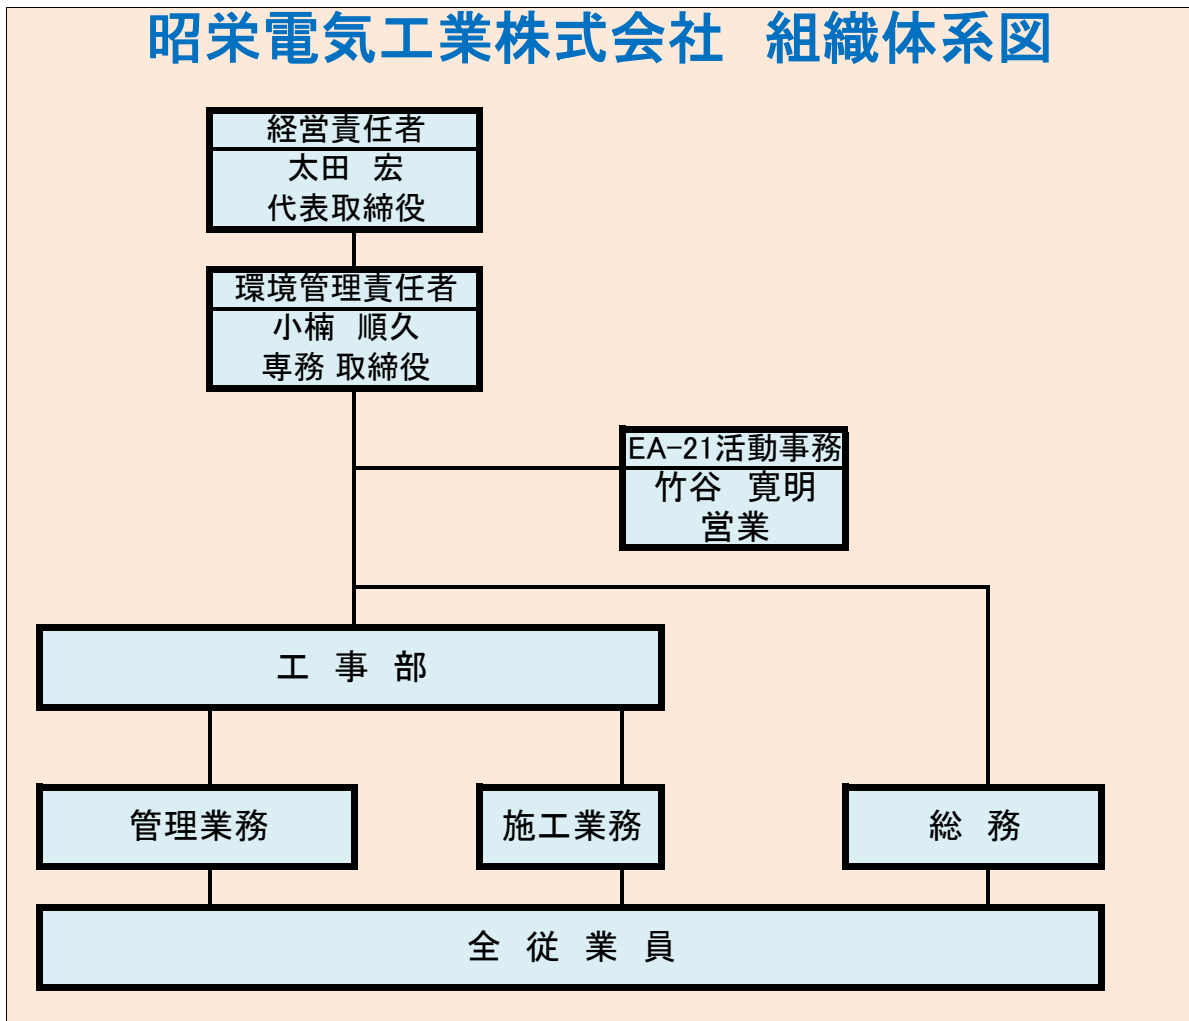 昭栄電気工業株式会社　組織体系図
経営責任者
太田　宏
代表取締役
環境管理責任者
小楠　順久
専務 取締役
EA-21活動事務
竹谷　寛明
営業
工　事　部
管理業務
施工業務
総　務
全　従　業　員